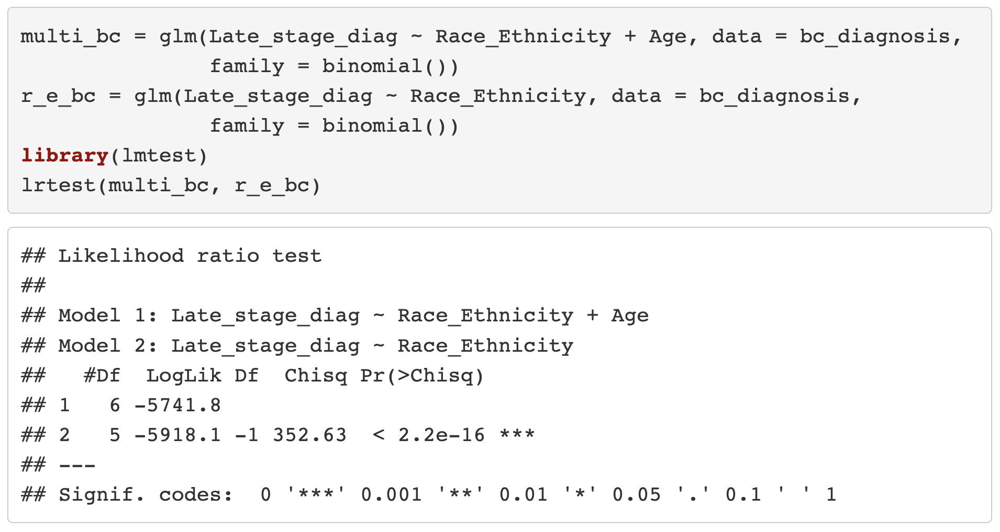 multi_bc = glm(Late_stage_diag ~ Race_Ethnicity + Age, data = bc_diagnosis,
               family = binomial())
r_e_bc = glm(Late_stage_diag ~ Race_Ethnicity, data = bc_diagnosis,
               family = binomial())
library(lmtest)
lrtest(multi_bc, r_e_bc)
## Likelihood ratio test
##
## Model 1: Late_stage_diag ~ Race_Ethnicity + Age
## Model 2: Late_stage_diag ~ Race_Ethnicity
##   #Df  LogLik Df  Chisq Pr(>Chisq)
## 1   6 -5741.8
## 2   5 -5918.1 -1 352.63  < 2.2e-16 ***
## ---
## Signif. codes:  0 '***' 0.001 '**' 0.01 '*' 0.05 '.' 0.1 ' ' 1